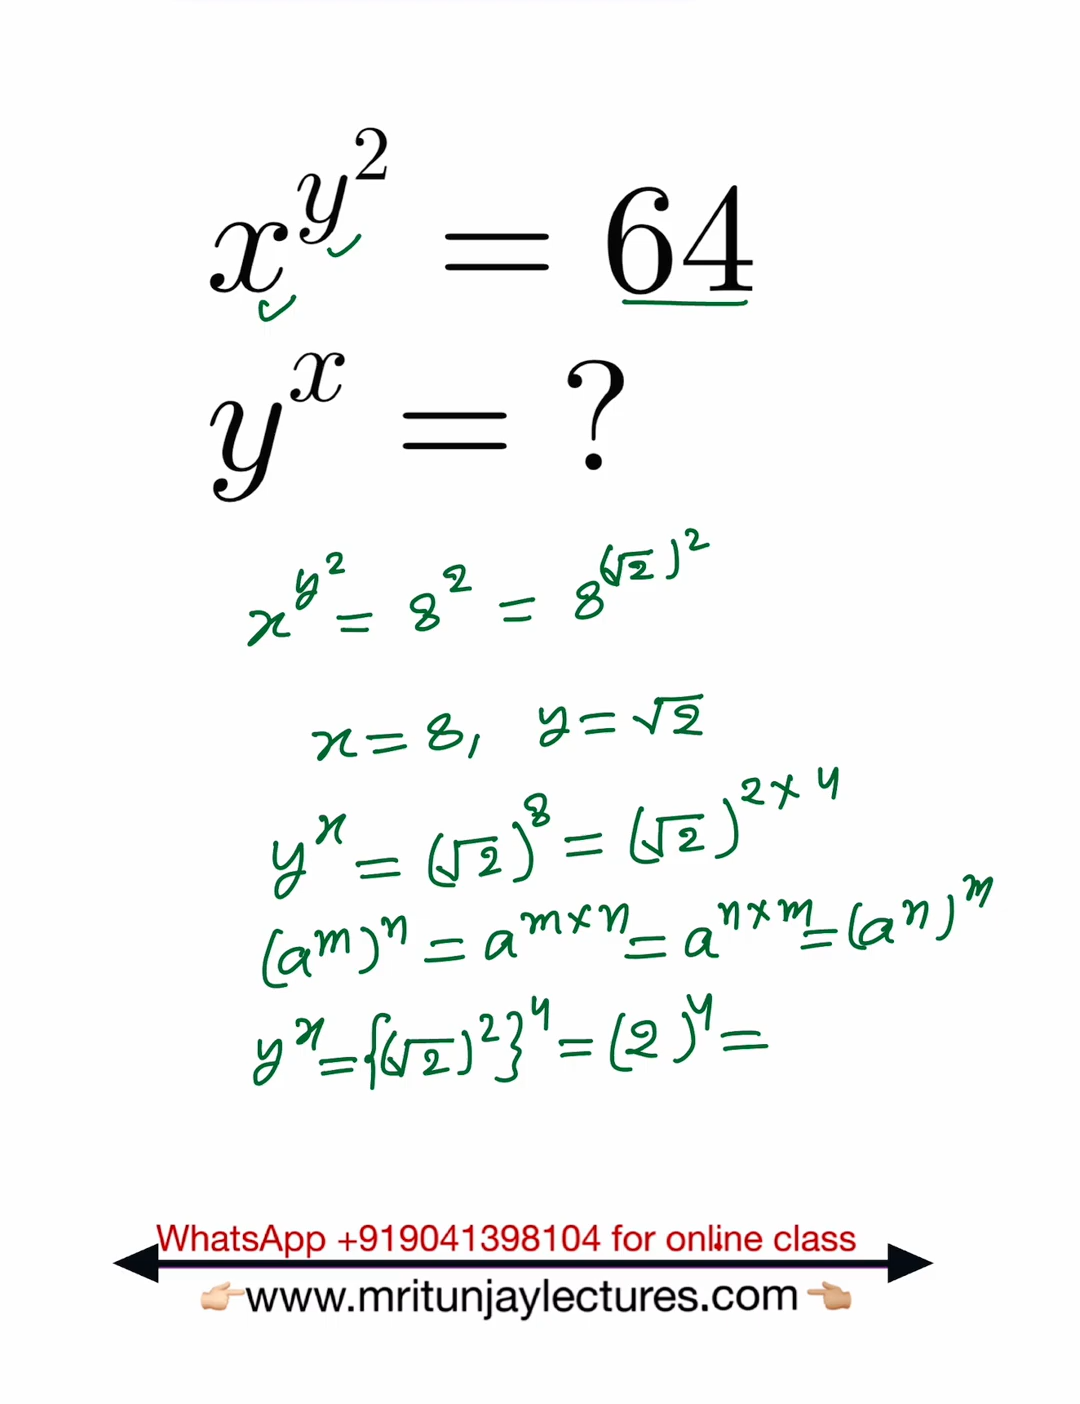 x^{y^2} = 64
y^x = ?
x^{y^2} = 8^2 = 8^{(√2)^2}
x = 8, y = √2
y^x = (√2)^8 = (√2)^{2×4}
(a^m)^n = a^{m×n} = a^{n×m} = (a^n)^m
y^x = {(√2)^2}^4 = (2)^4 =
WhatsApp +919041398104 for online class
👉www.mritunjaylectures.com👈